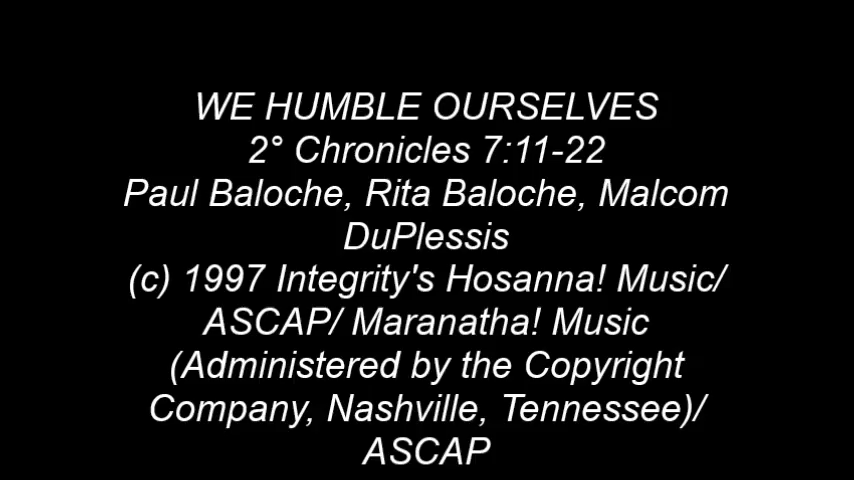 WE HUMBLE OURSELVES
2° Chronicles 7:11-22
Paul Baloche, Rita Baloche, Malcom
DuPlessis
(c) 1997 Integrity's Hosanna! Music/
ASCAP/ Maranatha! Music
(Administered by the Copyright
Company, Nashville, Tennessee)/
ASCAP